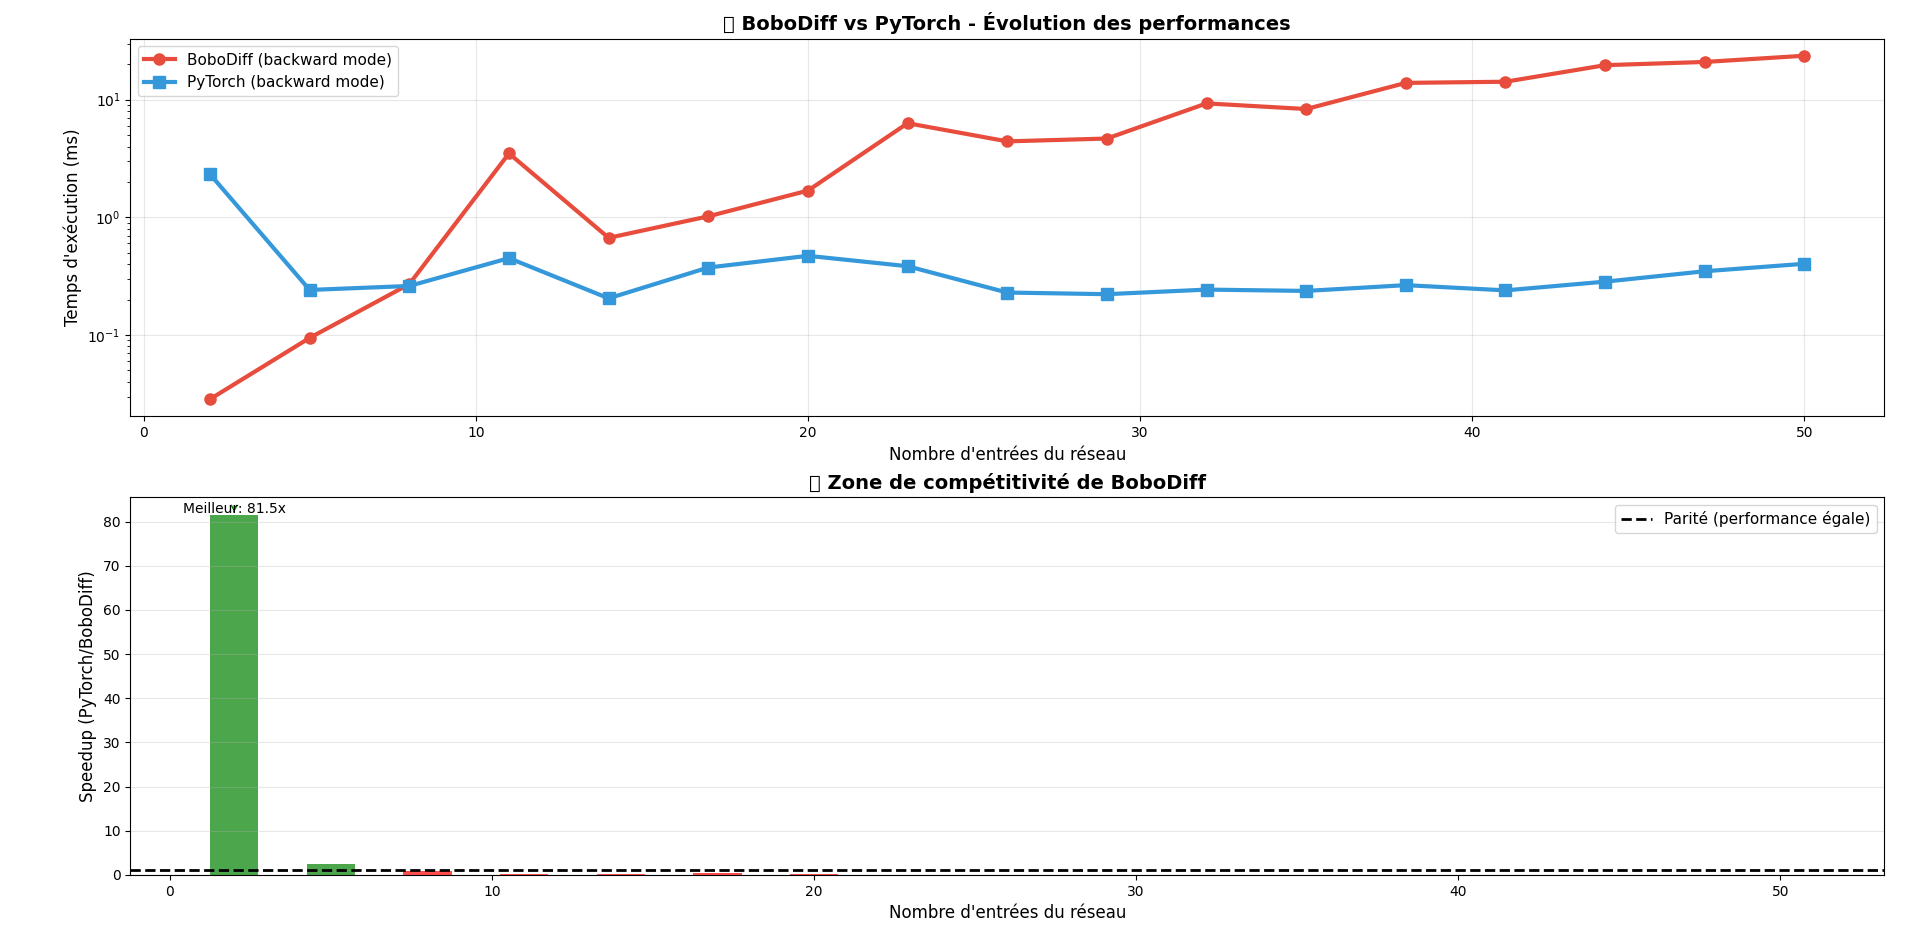 BoboDiff vs PyTorch - Évolution des performances
BoboDiff (backward mode)
PyTorch (backward mode)
Temps d'exécution (ms)
10¹
10⁰
10⁻¹
0 10 20 30 40 50
Nombre d'entrées du réseau
Zone de compétitivité de BoboDiff
Meilleur: 81.5x
Parité (performance égale)
Speedup (PyTorch/BoboDiff)
80
70
60
50
40
30
20
10
0
0 10 20 30 40 50
Nombre d'entrées du réseau